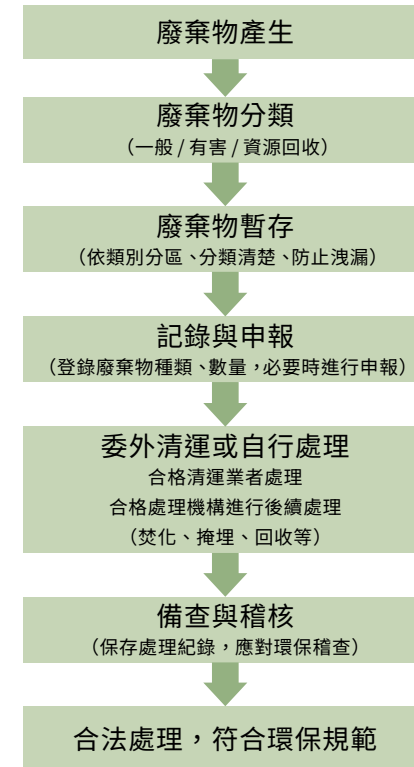 廢棄物產生
廢棄物分類
（一般 / 有害 / 資源回收）
廢棄物暫存
（依類別分區、分類清楚、防止洩漏）
記錄與申報
（登錄廢棄物種類、數量，必要時進行申報）
委外清運或自行處理
合格清運業者處理
合格處理機構進行後續處理
（焚化、掩埋、回收等）
備查與稽核
（保存處理紀錄，應對環保稽查）
合法處理，符合環保規範